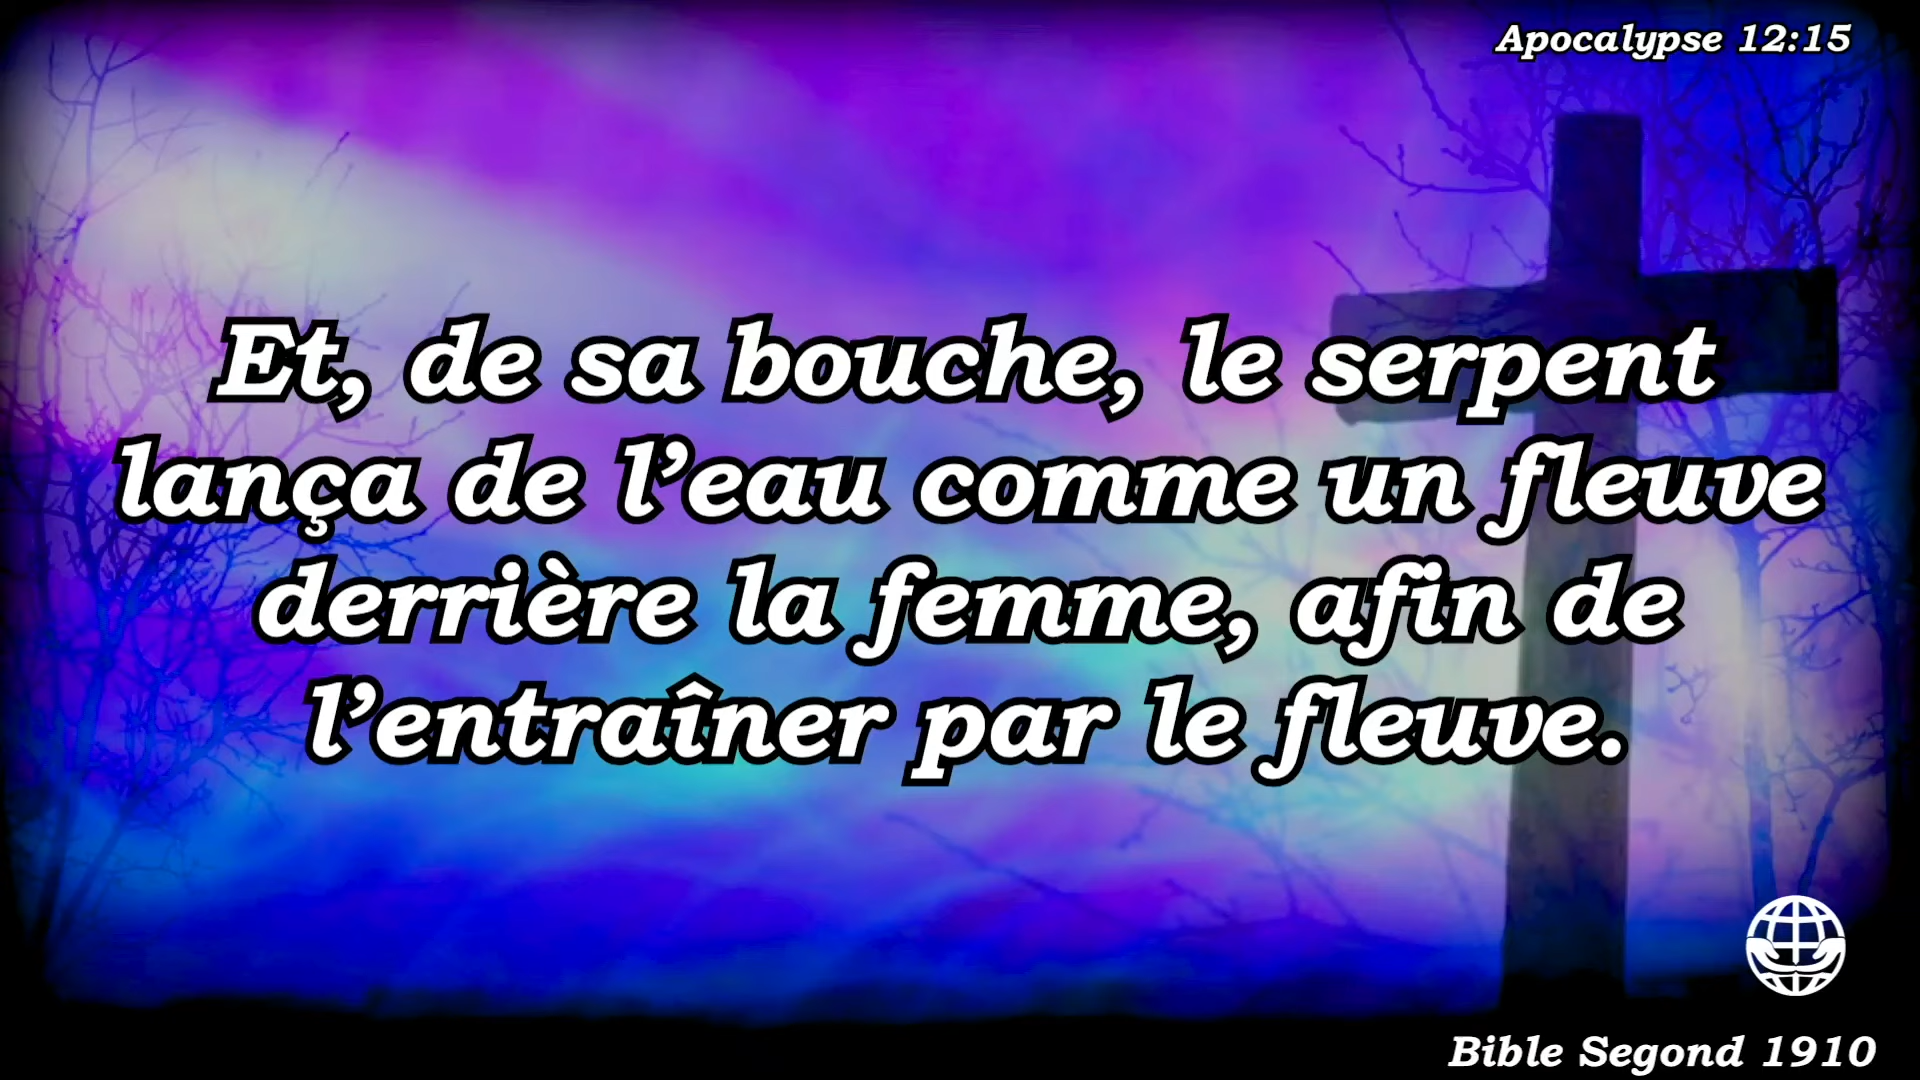 Apocalypse 12:15
Et, de sa bouche, le serpent
lança de l’eau comme un fleuve
derrière la femme, afin de
l’entraîner par le fleuve.
Bible Segond 1910